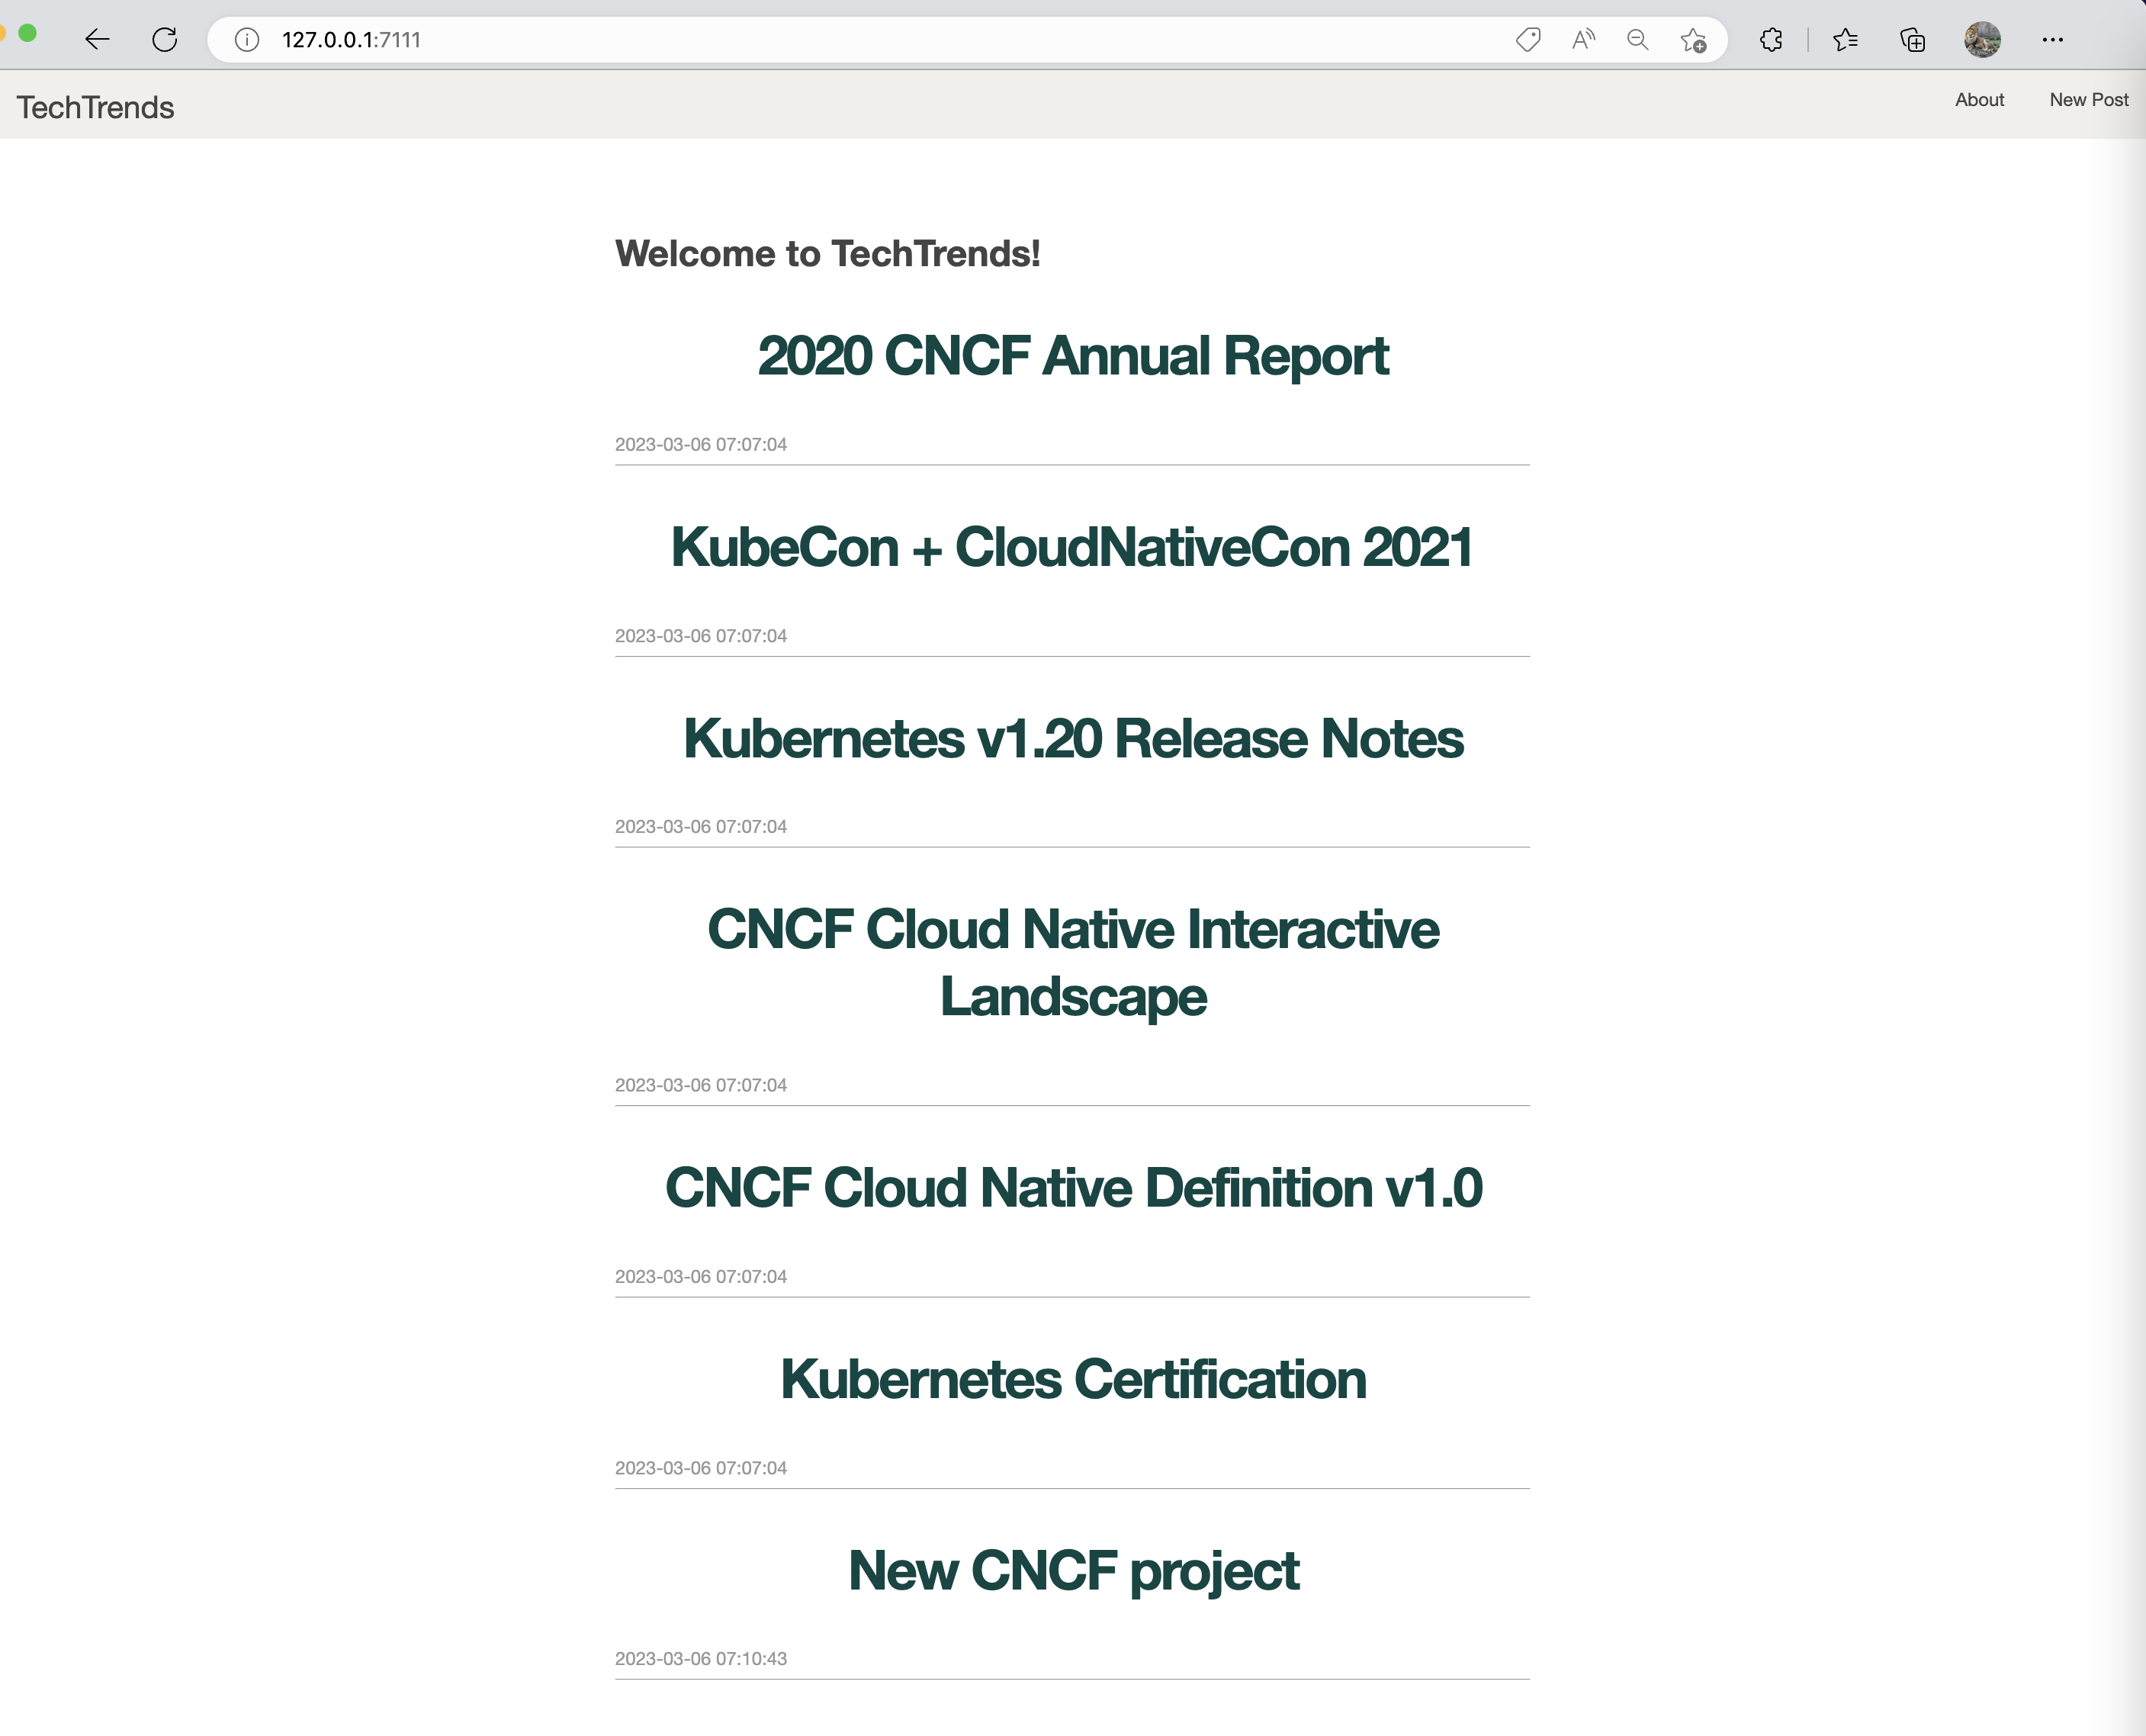 127.0.0.1:7111
TechTrends
About
New Post
Welcome to TechTrends!
2020 CNCF Annual Report
2023-03-06 07:07:04
KubeCon + CloudNativeCon 2021
2023-03-06 07:07:04
Kubernetes v1.20 Release Notes
2023-03-06 07:07:04
CNCF Cloud Native Interactive
Landscape
2023-03-06 07:07:04
CNCF Cloud Native Definition v1.0
2023-03-06 07:07:04
Kubernetes Certification
2023-03-06 07:07:04
New CNCF project
2023-03-06 07:10:43